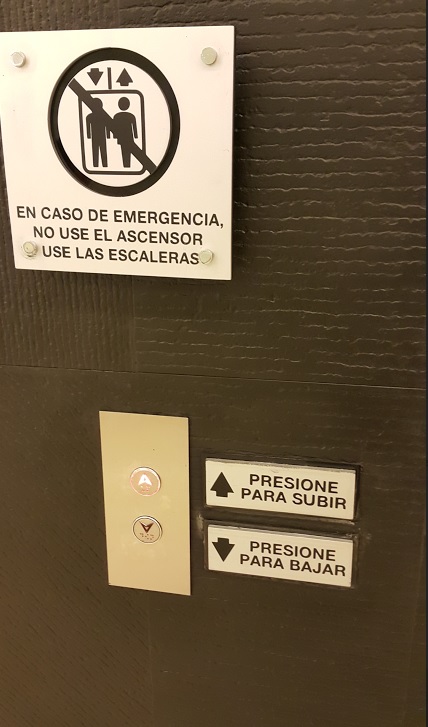 EN CASO DE EMERGENCIA,
NO USE EL ASCENSOR
USE LAS ESCALERAS
PRESIONE
PARA SUBIR
PRESIONE
PARA BAJAR